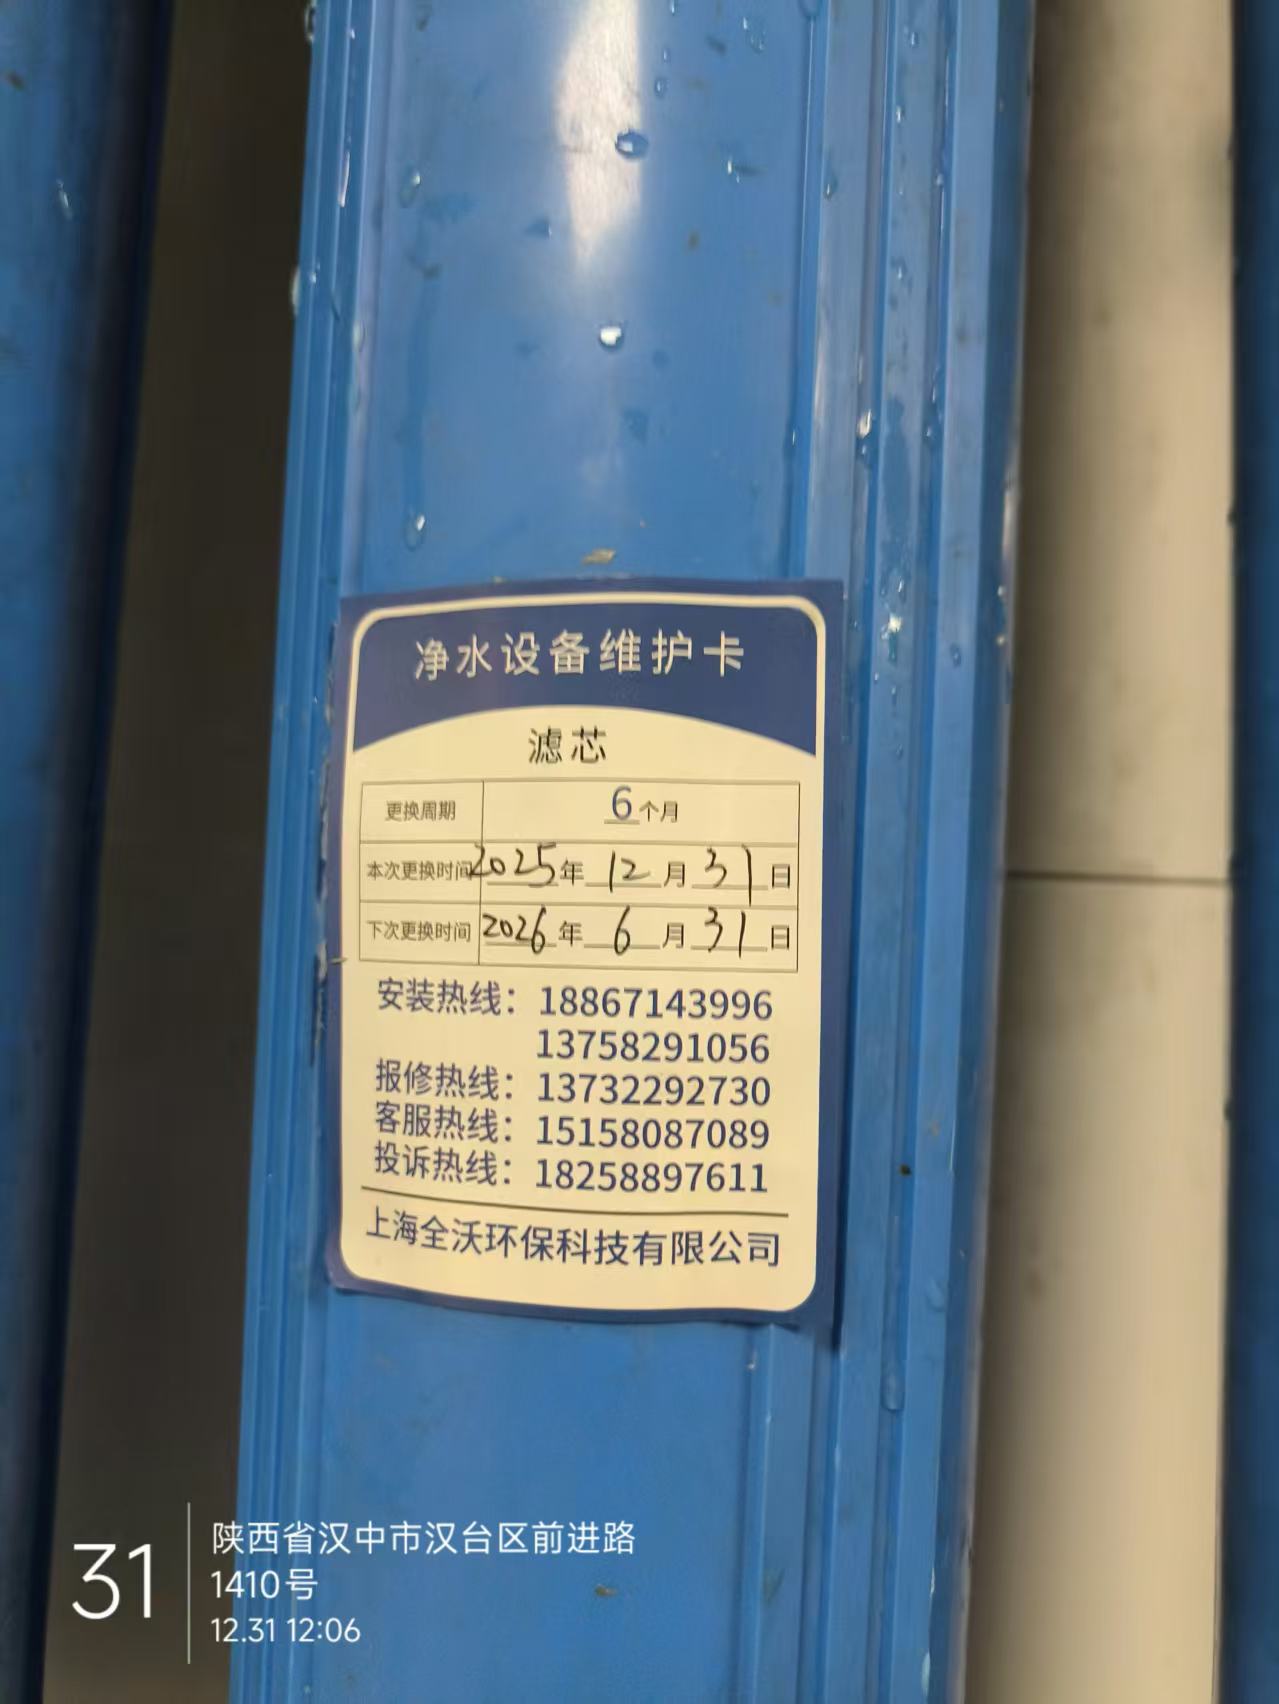 净水设备维护卡
滤芯
更换周期 6个月
本次更换时间 2025年12月31日
下次更换时间 2026年6月31日
安装热线：18867143996
13758291056
报修热线：13732292730
客服热线：15158087089
投诉热线：18258897611
上海全沃环保科技有限公司
31
陕西省汉中市汉台区前进路
1410号
12.31 12:06